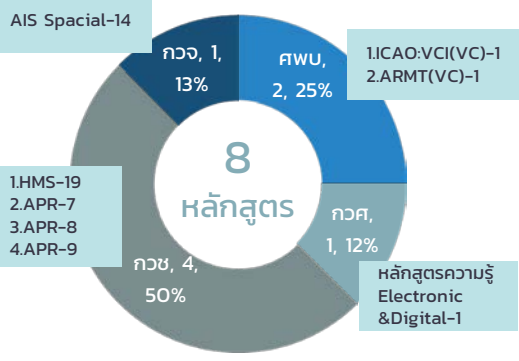 AIS Spacial-14
กวจ, 1,
13%
ศพบ,
2, 25%
1.ICAO:VCI(VC)-1
2.ARMT(VC)-1
8
หลักสูตร
1.HMS-19
2.APR-7
3.APR-8
4.APR-9
กวศ,
1, 12%
กวช, 4,
50%
หลักสูตรความรู้
Electronic
&Digital-1